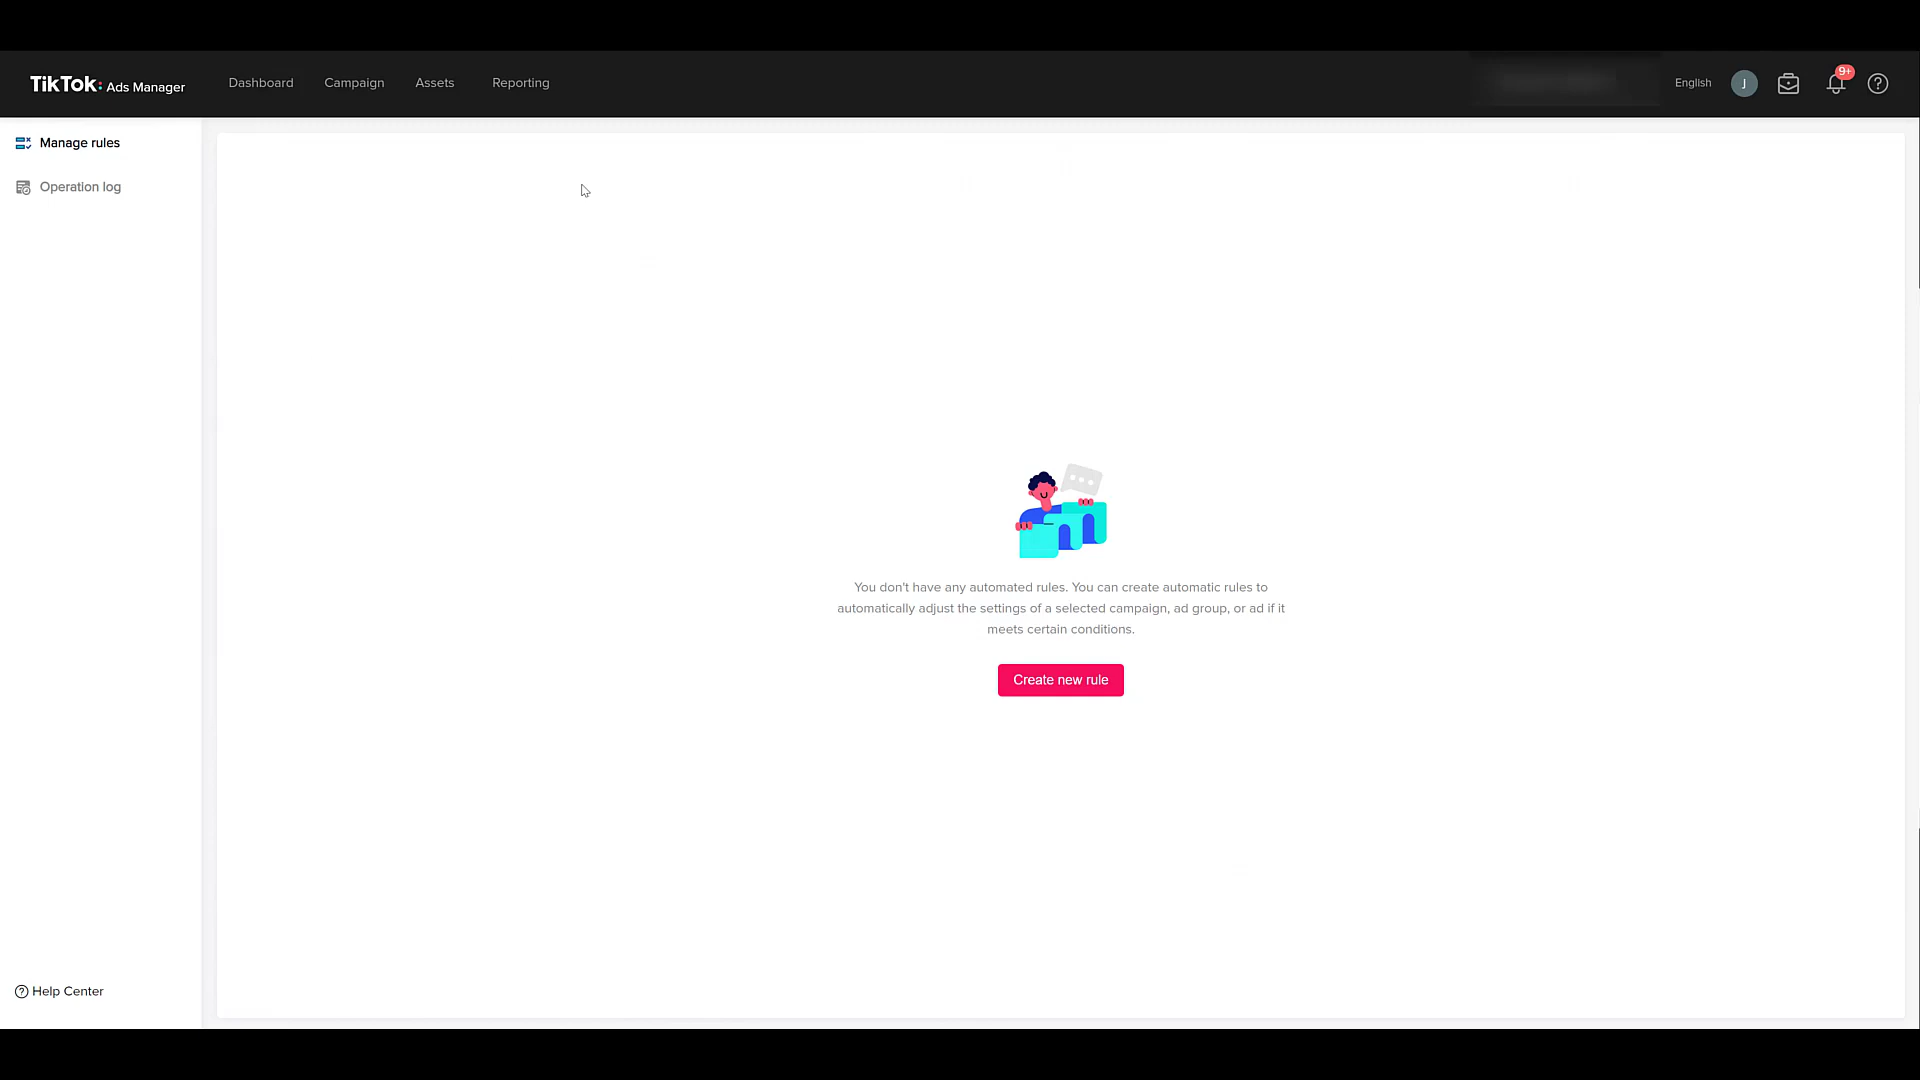 TikTok: Ads Manager
Dashboard
Campaign
Assets
Reporting
English
J
9+
Manage rules
Operation log
You don't have any automated rules. You can create automatic rules to
automatically adjust the settings of a selected campaign, ad group, or ad if it
meets certain conditions.
Create new rule
Help Center